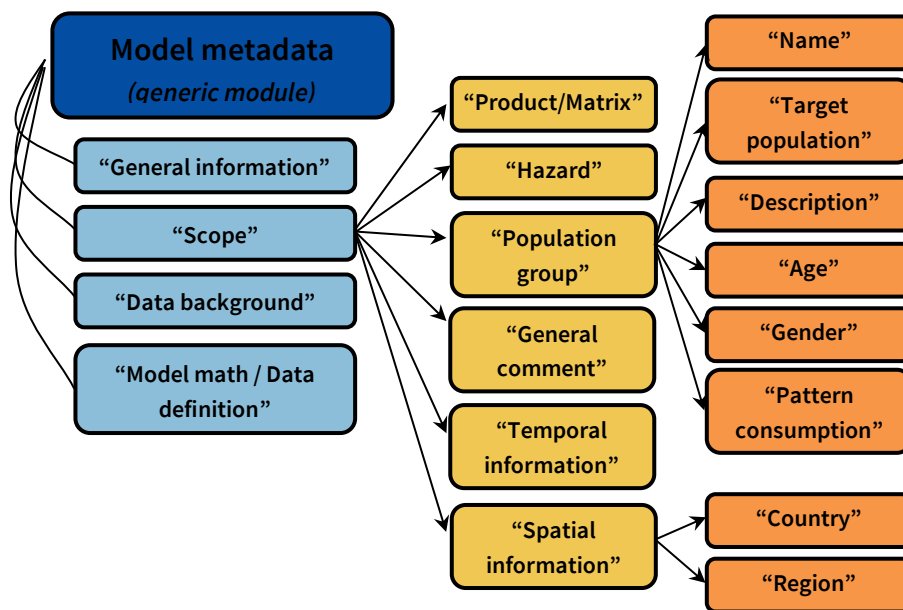 Model metadata
(generic module)
“General information”
“Scope”
“Data background”
“Model math / Data
definition”
“Product/Matrix”
“Hazard”
“Population
group”
“General
comment”
“Temporal
information”
“Spatial
information”
“Name”
“Target
population”
“Description”
“Age”
“Gender”
“Pattern
consumption”
“Country”
“Region”